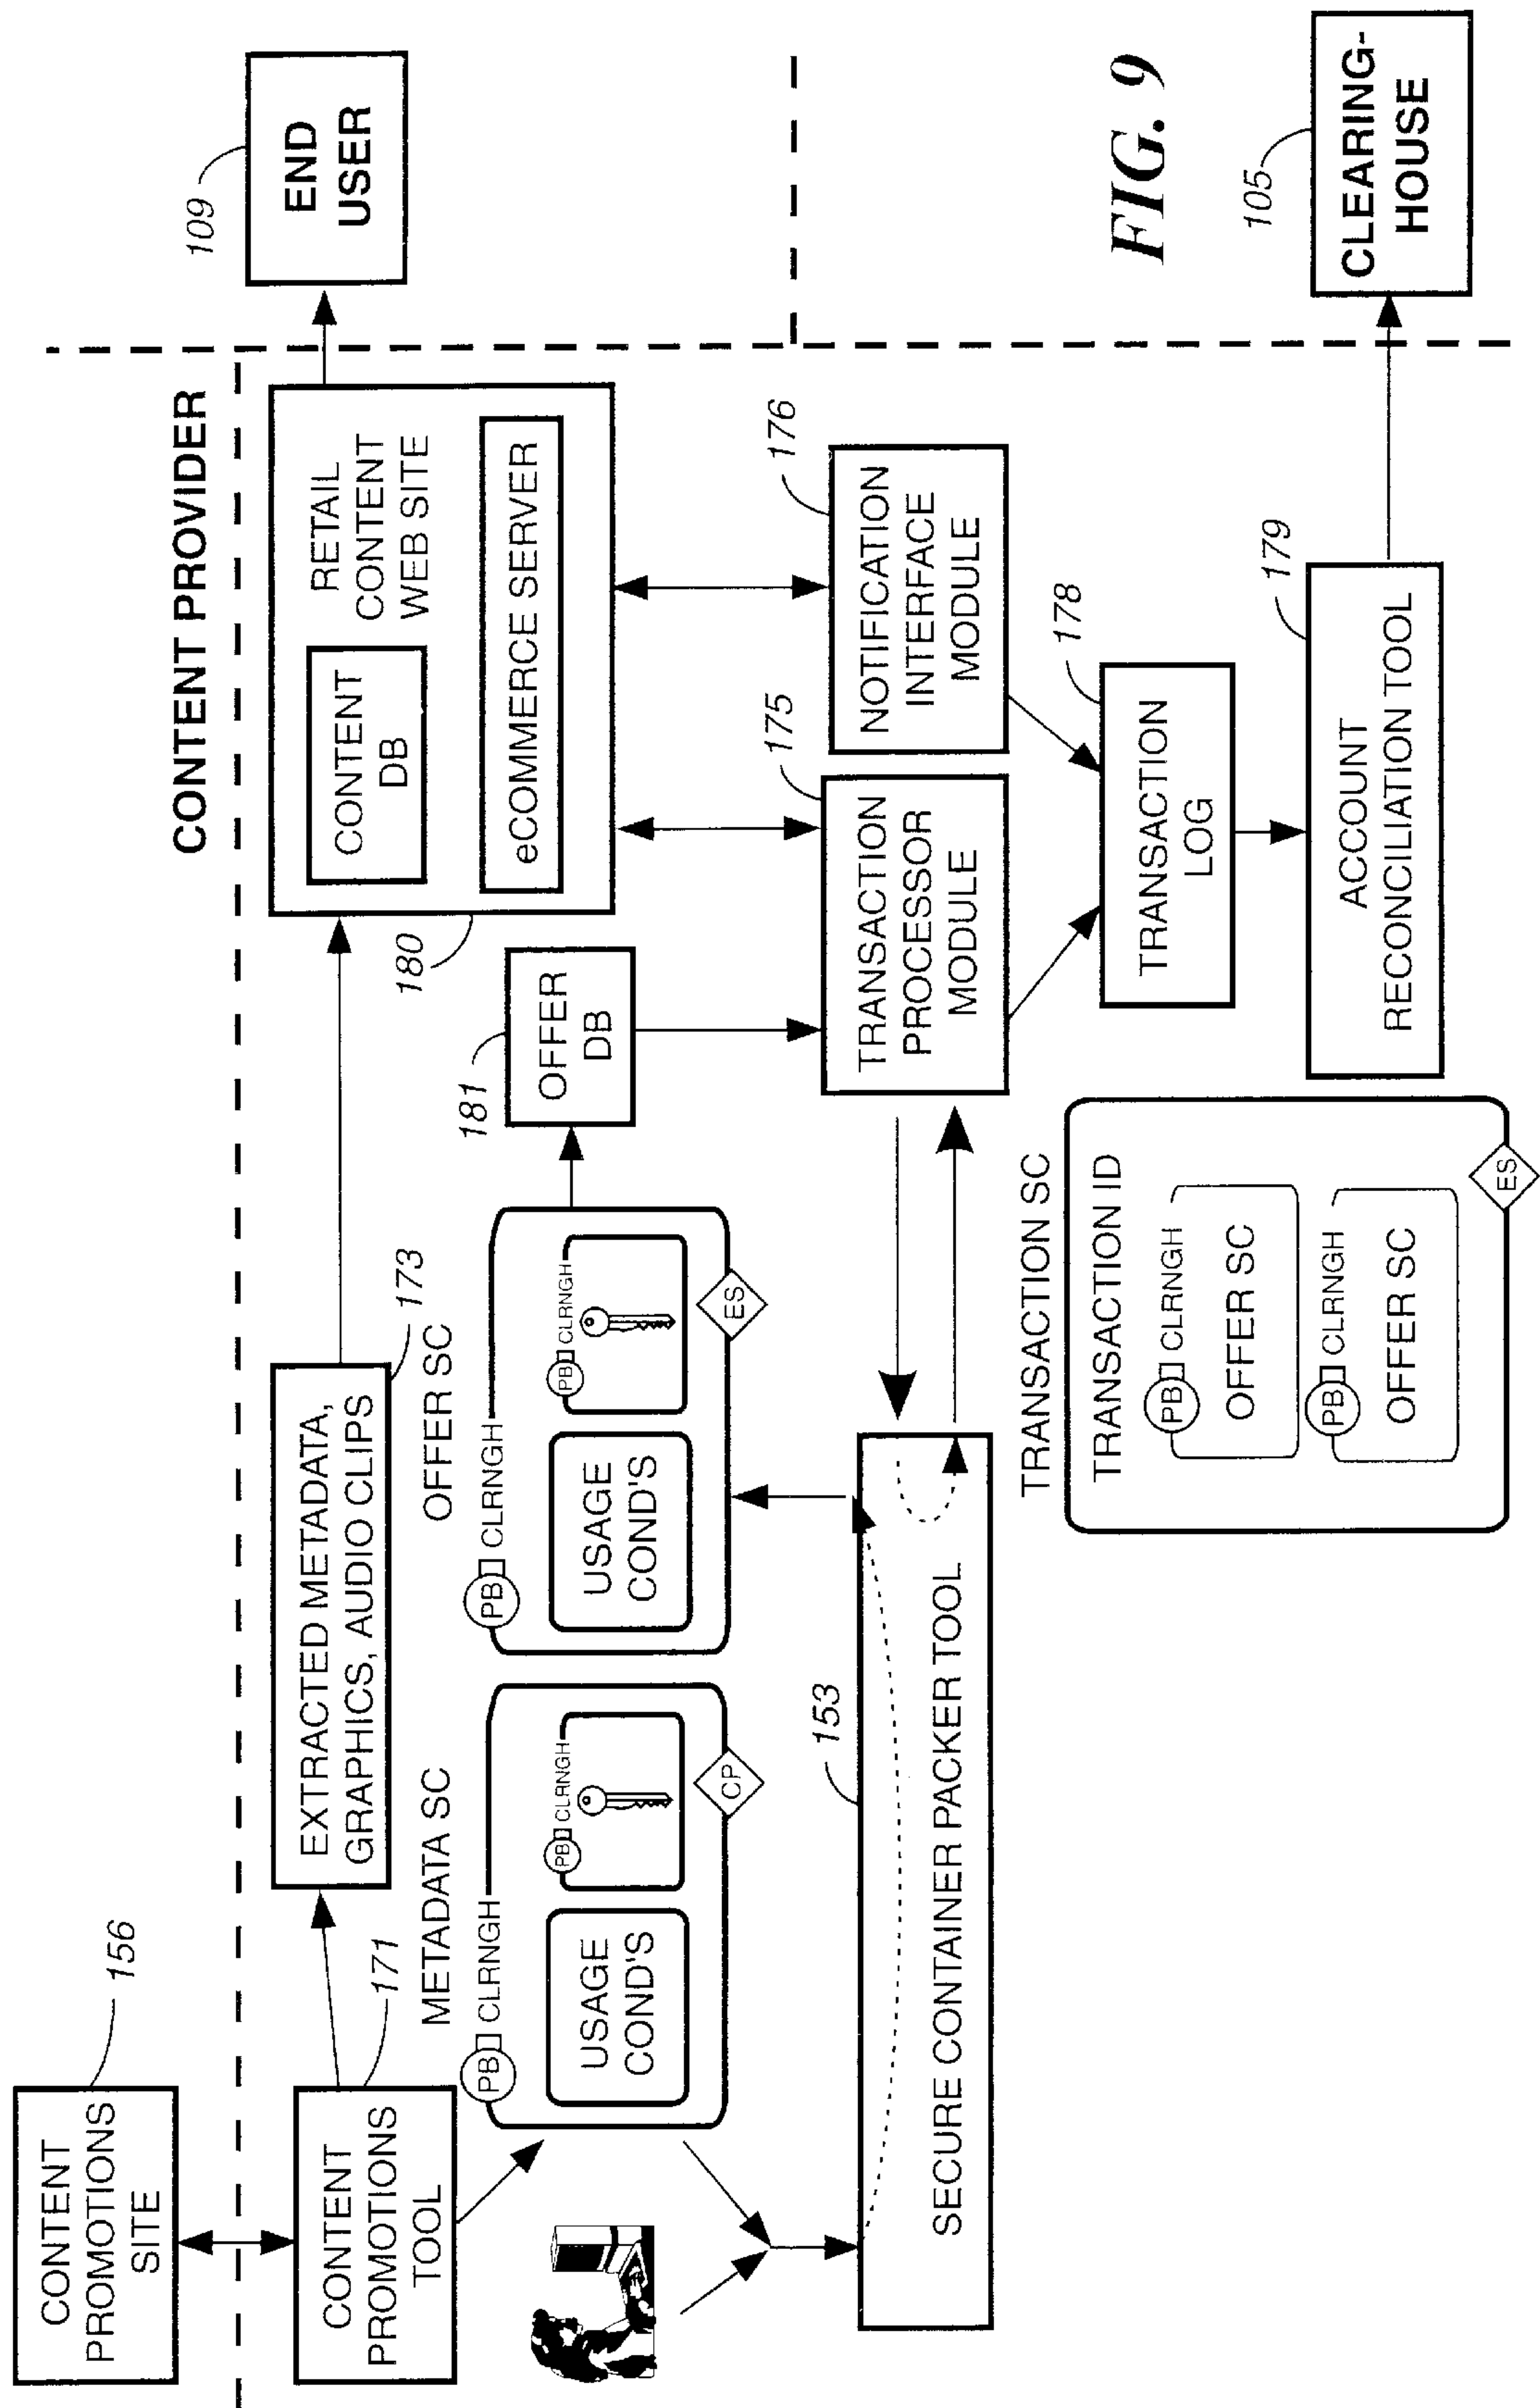 CONTENT PROVIDER
CONTENT
PROMOTIONS
SITE
156
CONTENT
PROMOTIONS
TOOL
171
EXTRACTED METADATA,
GRAPHICS, AUDIO CLIPS
173
RETAIL
CONTENT
WEB SITE
CONTENT
DB
eCOMMERCE SERVER
180
END
USER
109
METADATA SC
PB CLRNGH
USAGE
COND'S
PB CLRNGH
CP
OFFER SC
PB CLRNGH
USAGE
COND'S
PB CLRNGH
ES
OFFER
DB
181
SECURE CONTAINER PACKER TOOL
153
TRANSACTION
PROCESSOR
MODULE
175
NOTIFICATION
INTERFACE
MODULE
176
TRANSACTION
LOG
178
TRANSACTION SC
TRANSACTION ID
PB CLRNGH
OFFER SC
PB CLRNGH
OFFER SC
ES
ACCOUNT
RECONCILIATION TOOL
179
FIG. 9
CLEARING-
HOUSE
105